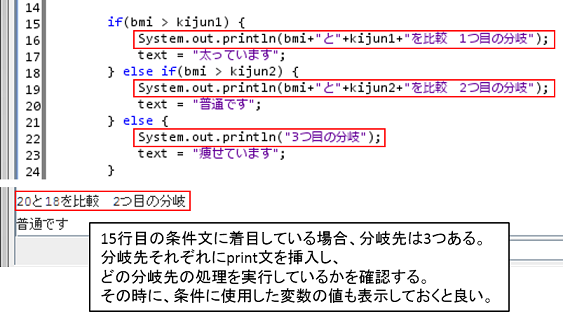 14
15 if(bmi > kijun1) {
16 System.out.println(bmi+"と"+kijun1+"を比較　1つ目の分岐");
17 text = "太っています";
18 } else if(bmi > kijun2) {
19 System.out.println(bmi+"と"+kijun2+"を比較　2つ目の分岐");
20 text = "普通です";
21 } else {
22 System.out.println("3つ目の分岐");
23 text = "痩せています";
24 }
20と18を比較　2つ目の分岐
普通です
15行目の条件文に着目している場合、分岐先は3つある。
分岐先それぞれにprint文を挿入し、
どの分岐先の処理を実行しているかを確認する。
その時に、条件に使用した変数の値も表示しておくと良い。